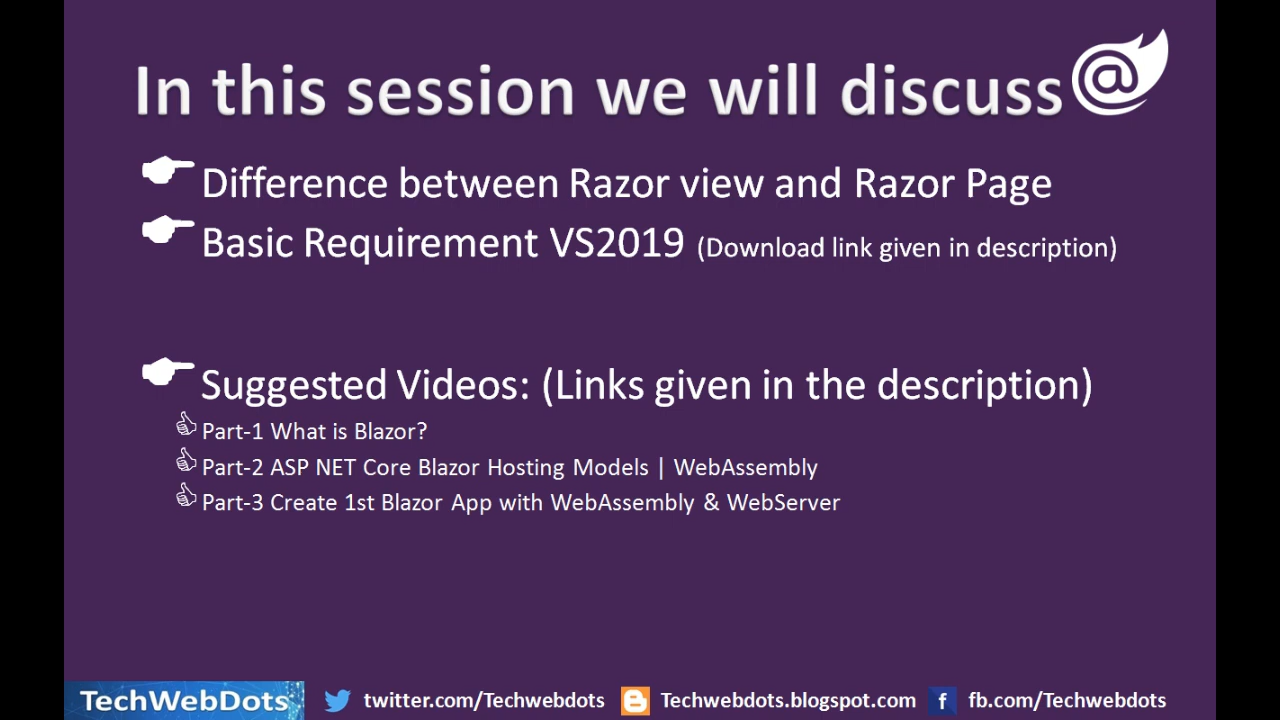 In this session we will discuss
Difference between Razor view and Razor Page
Basic Requirement VS2019 (Download link given in description)
Suggested Videos: (Links given in the description)
Part-1 What is Blazor?
Part-2 ASP NET Core Blazor Hosting Models | WebAssembly
Part-3 Create 1st Blazor App with WebAssembly & WebServer
TechWebDots twitter.com/Techwebdots Techwebdots.blogspot.com fb.com/Techwebdots